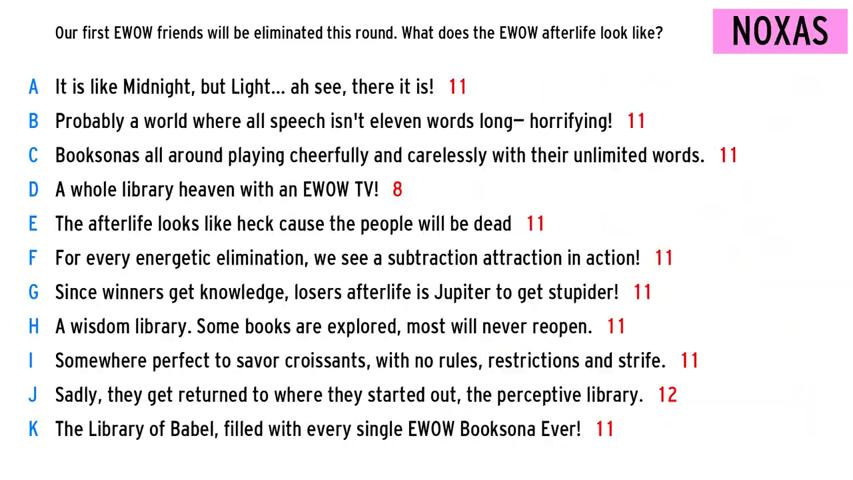 Our first EWOW friends will be eliminated this round. What does the EWOW afterlife look like?
NOXAS
A It is like Midnight, but Light... ah see, there it is! 11
B Probably a world where all speech isn't eleven words long— horrifying! 11
C Booksonas all around playing cheerfully and carelessly with their unlimited words. 11
D A whole library heaven with an EWOW TV! 8
E The afterlife looks like heck cause the people will be dead 11
F For every energetic elimination, we see a subtraction attraction in action! 11
G Since winners get knowledge, losers afterlife is Jupiter to get stupider! 11
H A wisdom library. Some books are explored, most will never reopen. 11
I Somewhere perfect to savor croissants, with no rules, restrictions and strife. 11
J Sadly, they get returned to where they started out, the perceptive library. 12
K The Library of Babel, filled with every single EWOW Booksona Ever! 11